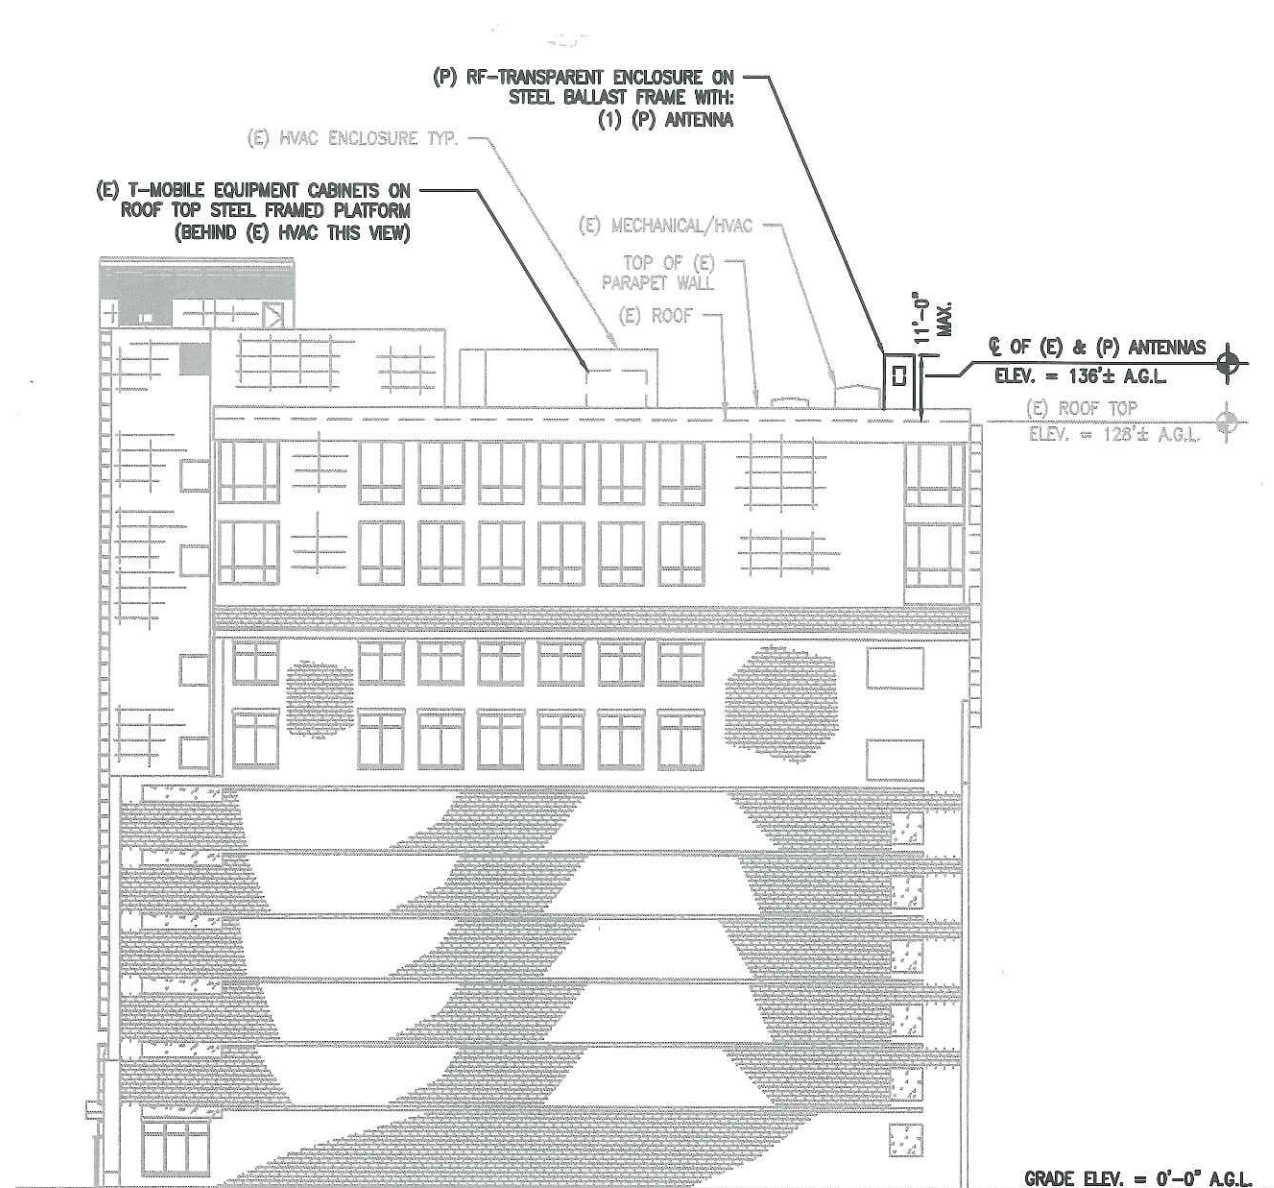 (P) RF-TRANSPARENT ENCLOSURE ON
STEEL BALLAST FRAME WITH:
(1) (P) ANTENNA
(E) HVAC ENCLOSURE TYP.
(E) T-MOBILE EQUIPMENT CABINETS ON
ROOF TOP STEEL FRAMED PLATFORM
(BEHIND (E) HVAC THIS VIEW)
(E) MECHANICAL/HVAC
TOP OF (E)
PARAPET WALL
(E) ROOF
11'-0"
MAX.
℄ OF (E) & (P) ANTENNAS
ELEV. = 136'± A.G.L.
(E) ROOF TOP
ELEV. = 128'± A.G.L.
GRADE ELEV. = 0'-0" A.G.L.